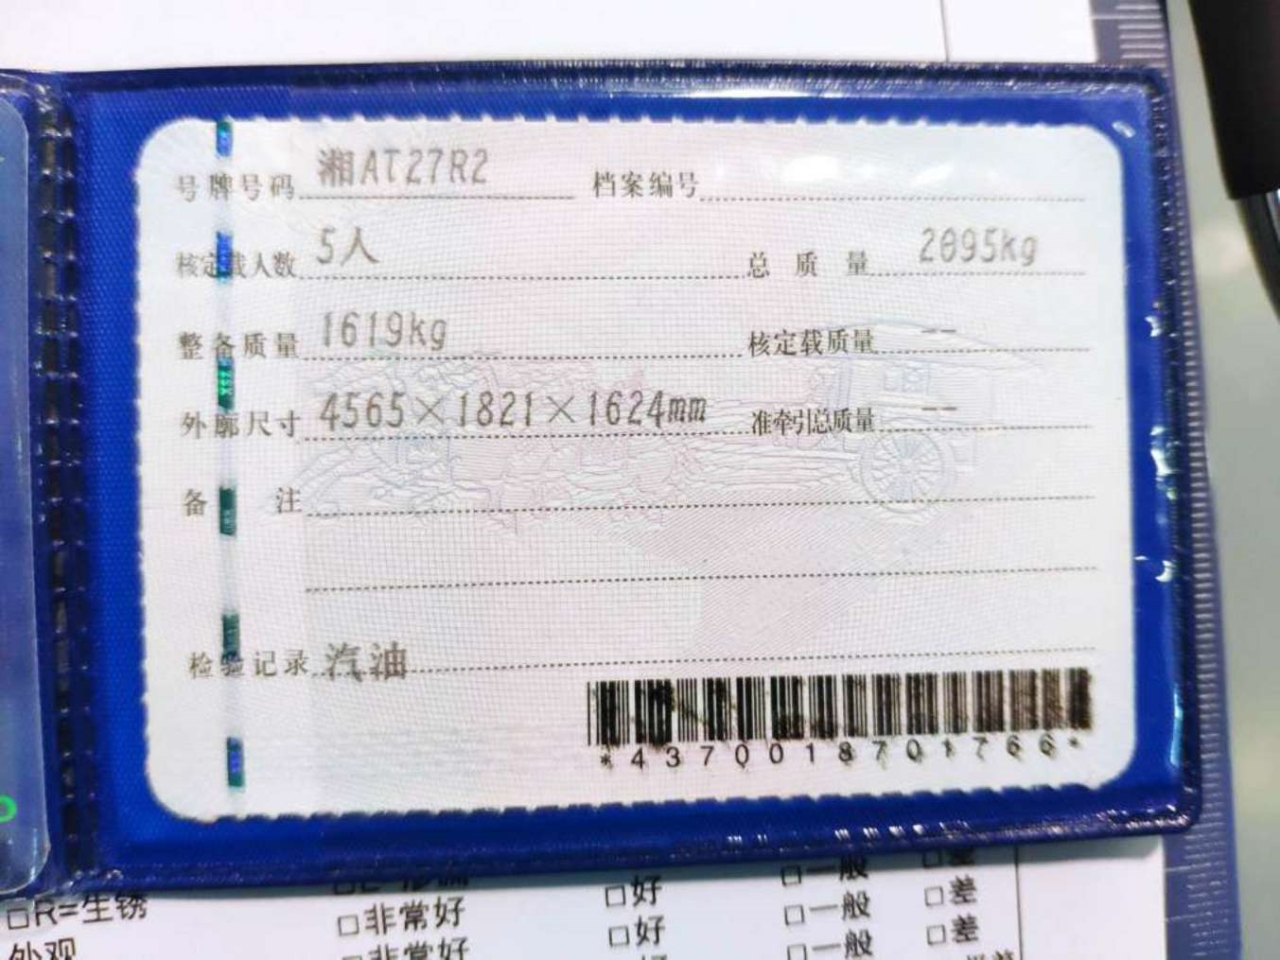 号牌号码 湘AT27R2 档案编号
核定载人数 5人 总质量 2095kg
整备质量 1619kg 核定载质量 --
外廓尺寸 4565×1821×1624mm 准牵引总质量 --
备注
检验记录 汽油
*4370018701766*
□R=生锈 □非常好 □好 □一般 □差
外观 □非常好 □好 □一般 □差